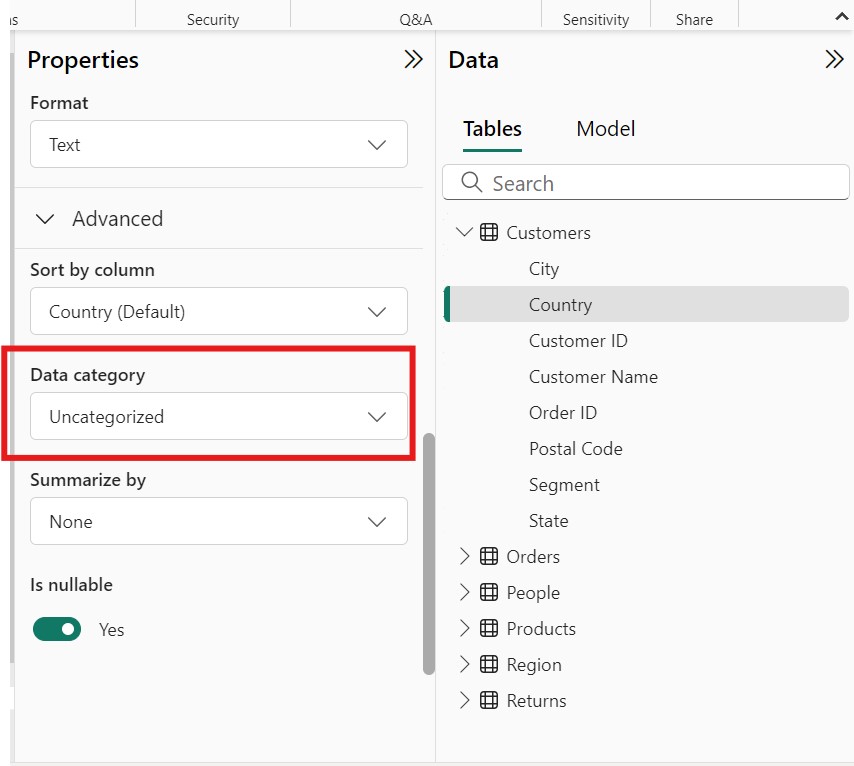 Security
Q&A
Sensitivity
Share
Properties
Format
Text
Advanced
Sort by column
Country (Default)
Data category
Uncategorized
Summarize by
None
Is nullable
Yes
Data
Tables
Model
Search
Customers
City
Country
Customer ID
Customer Name
Order ID
Postal Code
Segment
State
Orders
People
Products
Region
Returns